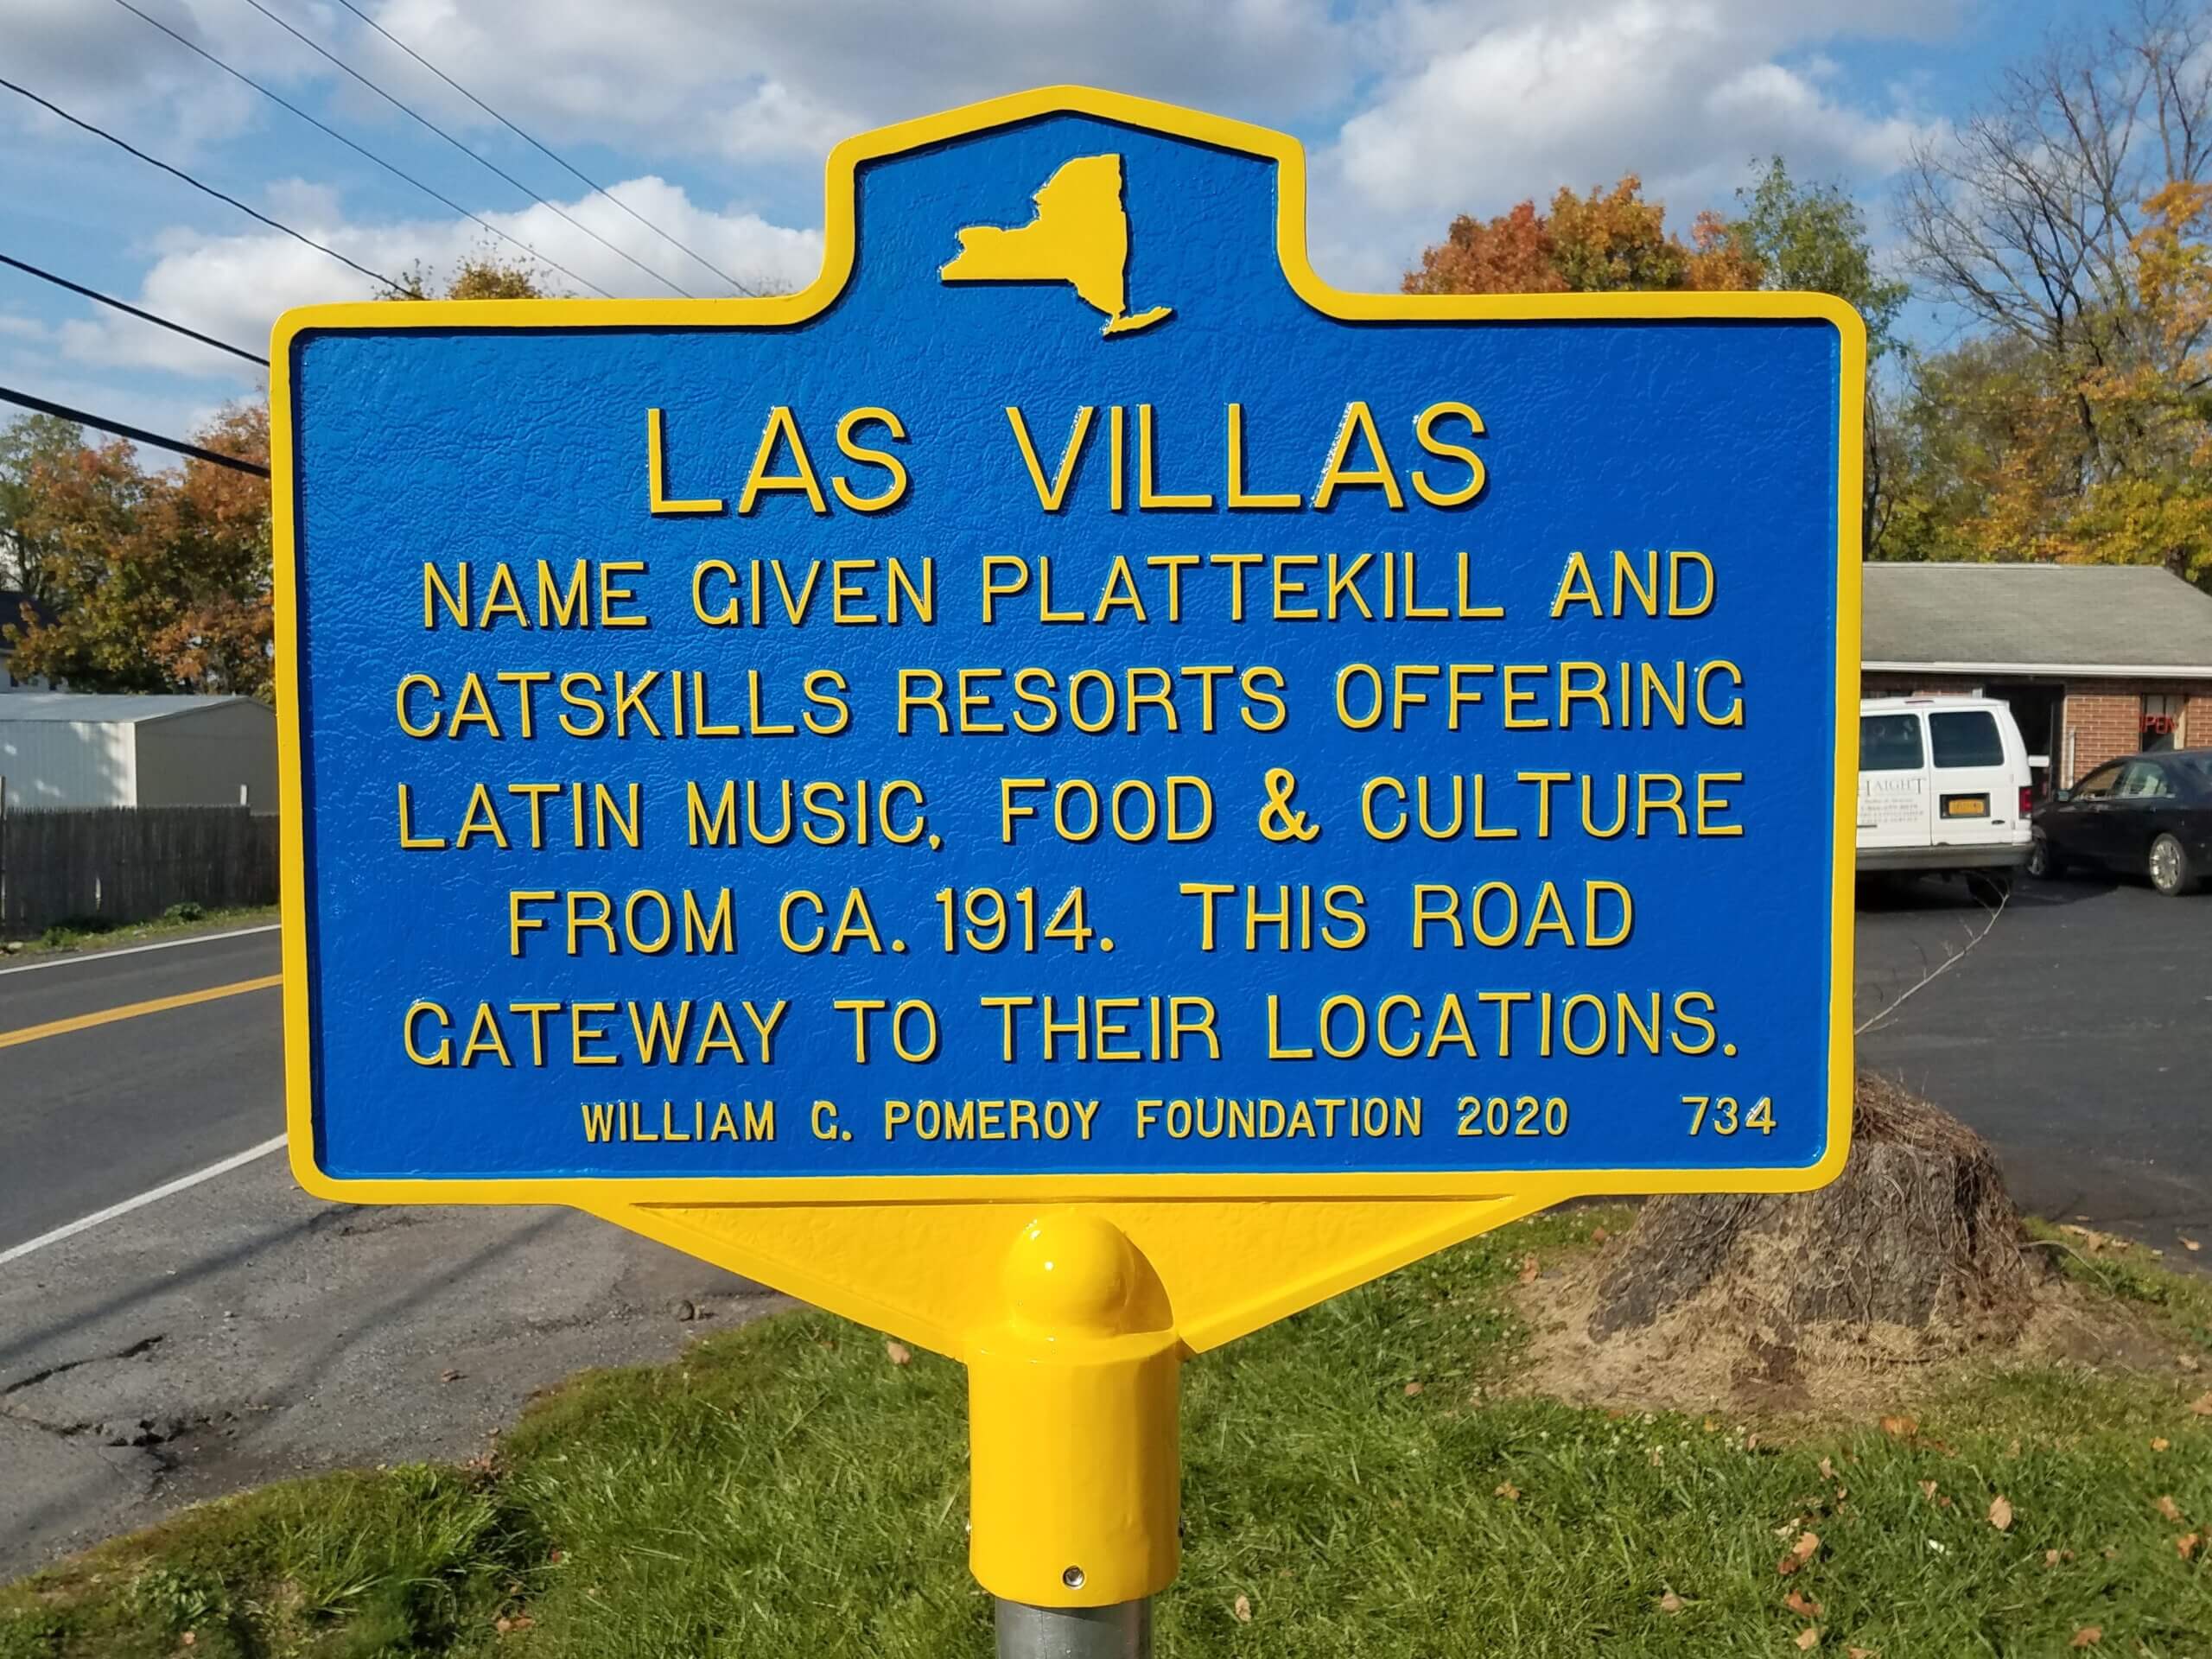 LAS VILLAS
NAME GIVEN PLATTEKILL AND
CATSKILLS RESORTS OFFERING
LATIN MUSIC, FOOD & CULTURE
FROM CA. 1914. THIS ROAD
GATEWAY TO THEIR LOCATIONS.
WILLIAM G. POMEROY FOUNDATION 2020 734